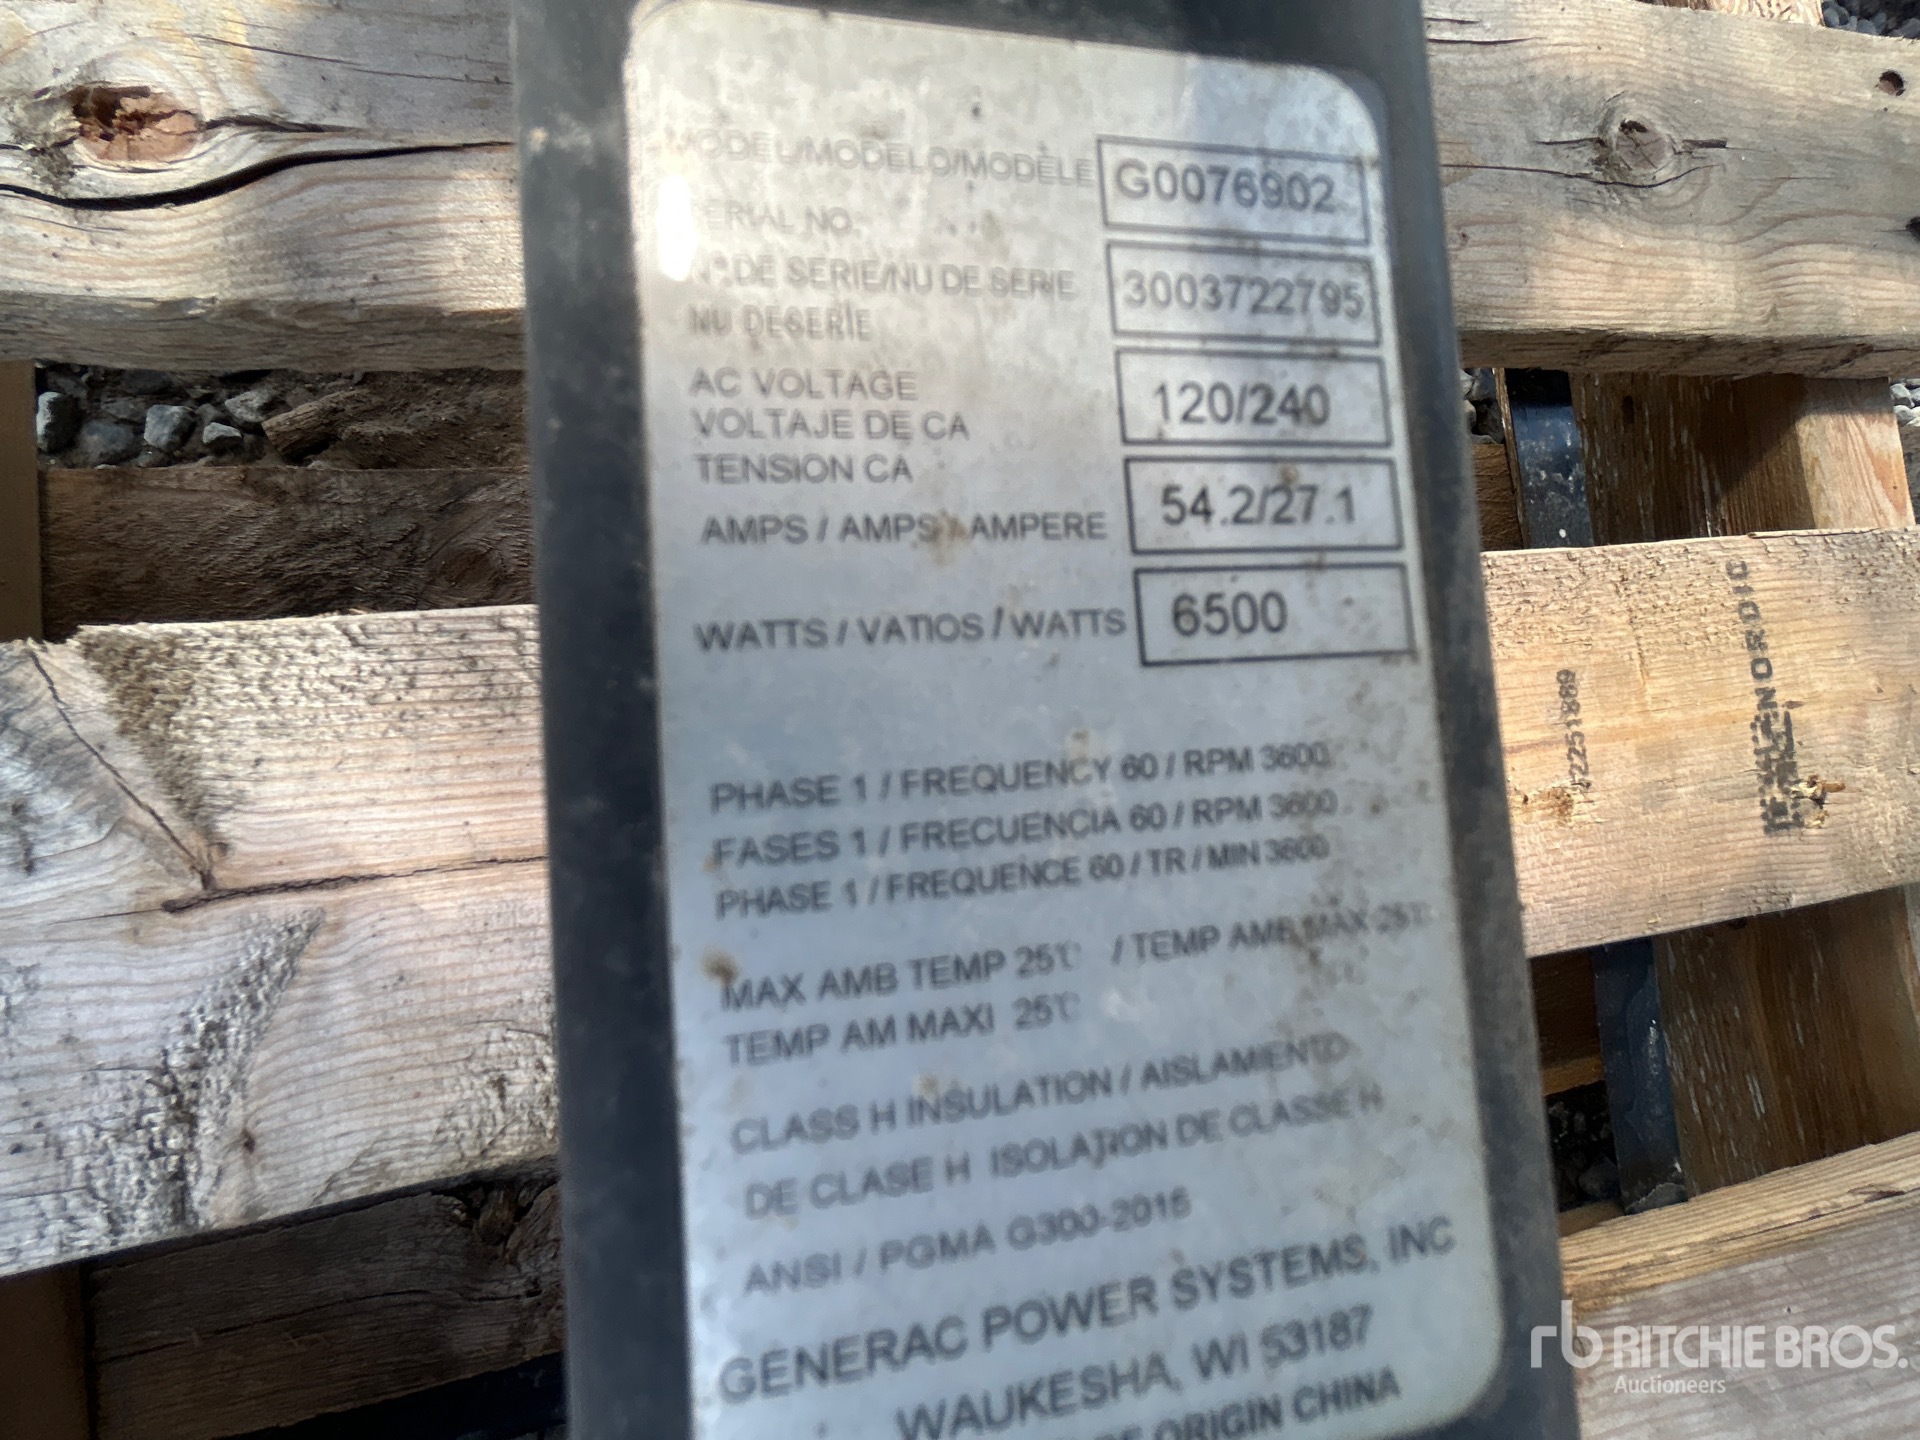 MODEL/MODELO/MODÈLE G0076902
SERIAL NO.
Nº DE SERIE/NU DE SERIE 3003722795
NU DESERIE
AC VOLTAGE
VOLTAJE DE CA 120/240
TENSION CA
AMPS / AMPS / AMPERE 54.2/27.1
WATTS / VATIOS / WATTS 6500
PHASE 1 / FREQUENCY 60 / RPM 3600
FASES 1 / FRECUENCIA 60 / RPM 3600
PHASE 1 / FREQUENCE 60 / TR / MIN 3600
MAX AMB TEMP 25℃ / TEMP AMB MAX 25℃
TEMP AM MAXI 25℃
CLASS H INSULATION / AISLAMIENTO
DE CLASE H ISOLATION DE CLASSE H
ANSI / PGMA G300-2015
GENERAC POWER SYSTEMS, INC
WAUKESHA, WI 53187
ORIGIN CHINA
72251889
rb RITCHIE BROS.
Auctioneers